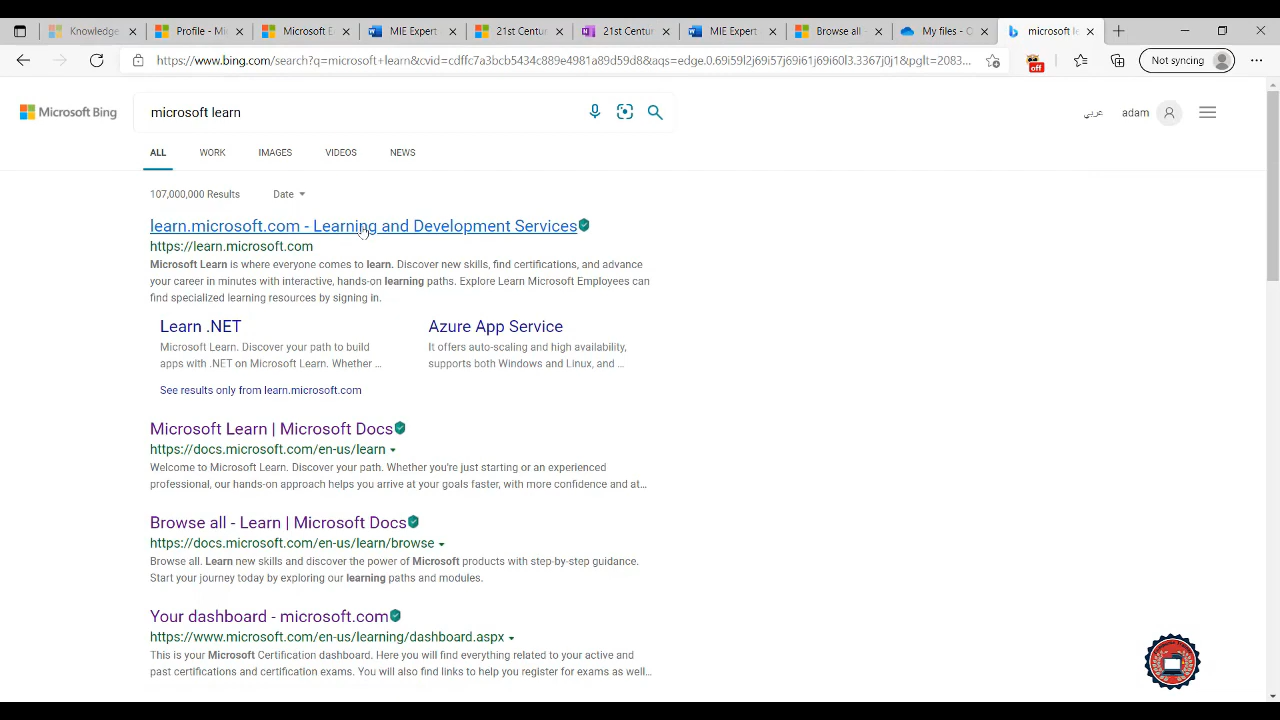 Knowledge
Profile - Mi
Microsoft E
MIE Expert
21st Centur
21st Centur
MIE Expert
Browse all -
My files - O
microsoft le
https://www.bing.com/search?q=microsoft+learn&cvid=cdffc7a3bcb5434c889e4981a89d59d8&aqs=edge.0.69i59l2j69i57j69i61j69i60l3.3367j0j1&pglt=2083...
off
Not syncing
Microsoft Bing
microsoft learn
عربي
adam
ALL
WORK
IMAGES
VIDEOS
NEWS
107,000,000 Results
Date
learn.microsoft.com - Learning and Development Services
https://learn.microsoft.com
Microsoft Learn is where everyone comes to learn. Discover new skills, find certifications, and advance
your career in minutes with interactive, hands-on learning paths. Explore Learn Microsoft Employees can
find specialized learning resources by signing in.
Learn .NET
Microsoft Learn. Discover your path to build
apps with .NET on Microsoft Learn. Whether ...
Azure App Service
It offers auto-scaling and high availability,
supports both Windows and Linux, and ...
See results only from learn.microsoft.com
Microsoft Learn | Microsoft Docs
https://docs.microsoft.com/en-us/learn
Welcome to Microsoft Learn. Discover your path. Whether you're just starting or an experienced
professional, our hands-on approach helps you arrive at your goals faster, with more confidence and at...
Browse all - Learn | Microsoft Docs
https://docs.microsoft.com/en-us/learn/browse
Browse all. Learn new skills and discover the power of Microsoft products with step-by-step guidance.
Start your journey today by exploring our learning paths and modules.
Your dashboard - microsoft.com
https://www.microsoft.com/en-us/learning/dashboard.aspx
This is your Microsoft Certification dashboard. Here you will find everything related to your active and
past certifications and certification exams. You will also find links to help you register for exams as well...